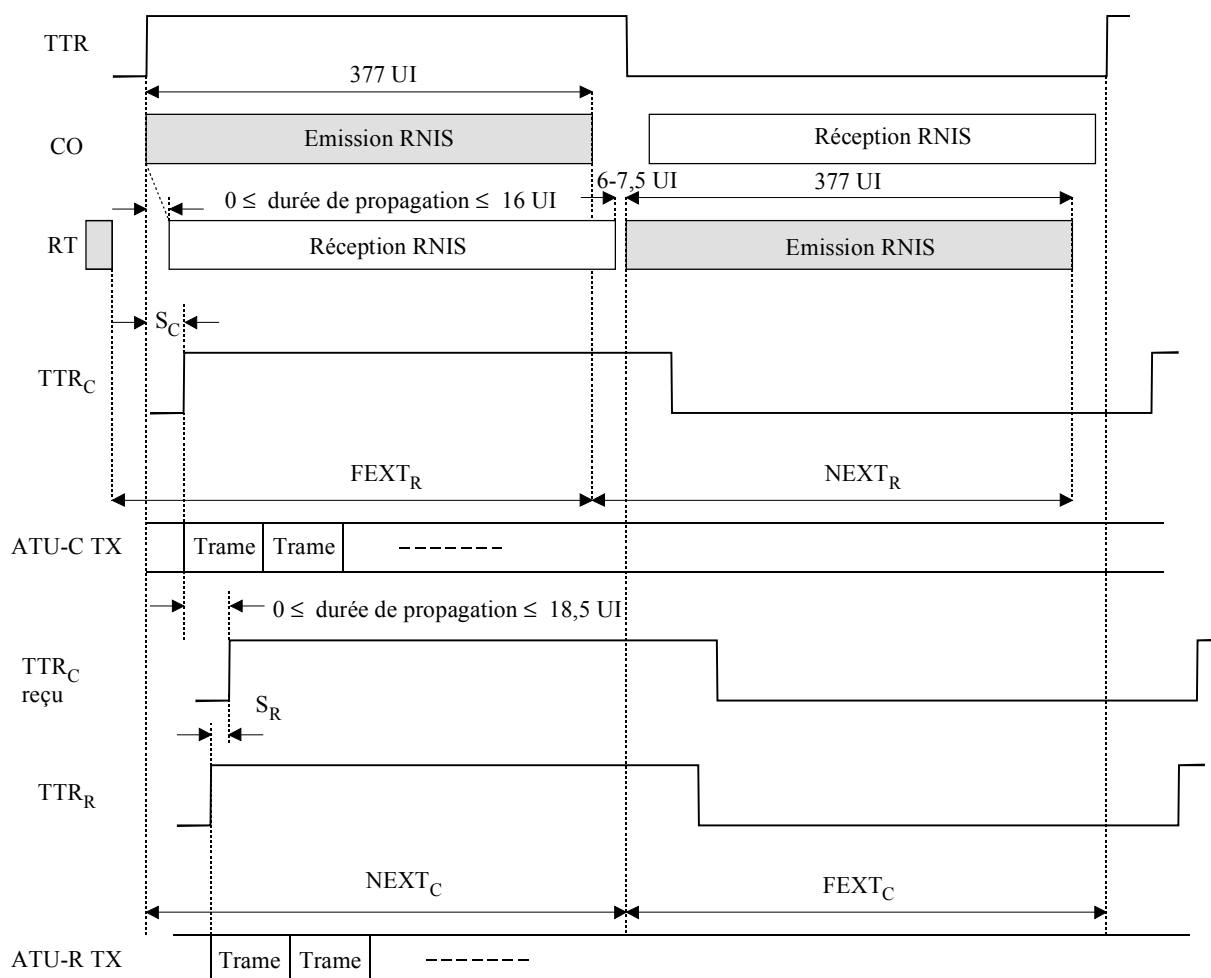 TTR
377 UI
CO
Emission RNIS
Réception RNIS
6-7,5 UI
377 UI
0 ≤ durée de propagation ≤ 16 UI
RT
Réception RNIS
Emission RNIS
S_C
TTR_C
FEXT_R
NEXT_R
ATU-C TX
Trame
Trame
0 ≤ durée de propagation ≤ 18,5 UI
TTR_C
reçu
S_R
TTR_R
NEXT_C
FEXT_C
ATU-R TX
Trame
Trame